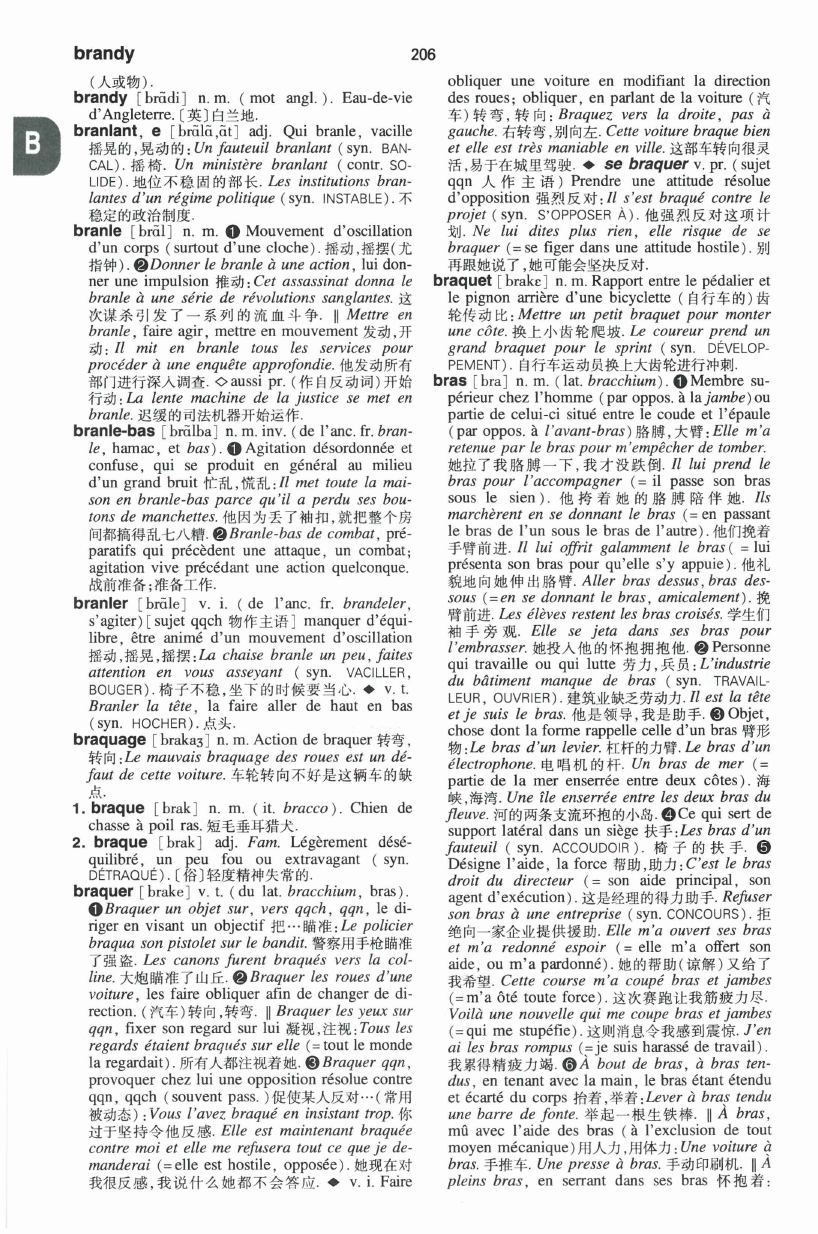 brandy
206
B
(人或物).
brandy [brãdi] n. m. ( mot angl. ). Eau-de-vie
d'Angleterre. [英]白兰地.
branlant, e [brãlã,ãt] adj. Qui branle, vacille
摇晃的,晃动的:Un fauteuil branlant ( syn. BAN-
CAL). 摇椅. Un ministère branlant ( contr. SO-
LIDE). 地位不稳固的部长. Les institutions bran-
lantes d'un régime politique ( syn. INSTABLE). 不
稳定的政治制度.
branle [brãl] n. m. ❶ Mouvement d'oscillation
d'un corps ( surtout d'une cloche). 摇动,摇摆(尤
指钟). ❷Donner le branle à une action, lui don-
ner une impulsion 推动:Cet assassinat donna le
branle à une série de révolutions sanglantes. 这
次谋杀引发了一系列的流血斗争. ‖ Mettre en
branle, faire agir, mettre en mouvement 发动,开
动: Il mit en branle tous les services pour
procéder à une enquête approfondie. 他发动所有
部门进行深入调查. ◇aussi pr. (作自反动词)开始
行动:La lente machine de la justice se met en
branle. 迟缓的司法机器开始运作.
branle-bas [brãlba] n. m. inv. ( de l'anc. fr. bran-
le, hamac, et bas). ❶ Agitation désordonnée et
confuse, qui se produit en général au milieu
d'un grand bruit 忙乱,慌乱:Il met toute la mai-
son en branle-bas parce qu'il a perdu ses bou-
tons de manchettes. 他因为丢了袖扣,就把整个房
间都搞得乱七八糟. ❷Branle-bas de combat, pré-
paratifs qui précèdent une attaque, un combat;
agitation vive précédant une action quelconque.
战前准备;准备工作.
branler [brãle] v. i. ( de l'anc. fr. brandeler,
s'agiter) [sujet qqch 物作主语] manquer d'équi-
libre, être animé d'un mouvement d'oscillation
摇动,摇晃,摇摆:La chaise branle un peu, faites
attention en vous asseyant ( syn. VACILLER,
BOUGER). 椅子不稳,坐下的时候要当心. ◆ v. t.
Branler la tête, la faire aller de haut en bas
(syn. HOCHER). 点头.
braquage [brakaʒ] n. m. Action de braquer 转弯,
转向:Le mauvais braquage des roues est un dé-
faut de cette voiture. 车轮转向不好是这辆车的缺
点.
1. braque [brak] n. m. ( it. bracco). Chien de
chasse à poil ras. 短毛垂耳猎犬.
2. braque [brak] adj. Fam. Légèrement désé-
quilibré, un peu fou ou extravagant ( syn.
DÉTRAQUÉ). [俗]轻度精神失常的.
braquer [brake] v. t. ( du lat. bracchium, bras).
❶Braquer un objet sur, vers qqch, qqn, le di-
riger en visant un objectif 把…瞄准:Le policier
braqua son pistolet sur le bandit. 警察用手枪瞄准
了强盗. Les canons furent braqués vers la col-
line. 大炮瞄准了山丘. ❷Braquer les roues d'une
voiture, les faire obliquer afin de changer de di-
rection. (汽车)转向,转弯. ‖ Braquer les yeux sur
qqn, fixer son regard sur lui 凝视,注视:Tous les
regards étaient braqués sur elle (= tout le monde
la regardait). 所有人都注视着她. ❸Braquer qqn,
provoquer chez lui une opposition résolue contre
qqn, qqch ( souvent pass. )促使某人反对…(常用
被动态):Vous l'avez braqué en insistant trop. 你
过于坚持令他反感. Elle est maintenant braquée
contre moi et elle me refusera tout ce que je de-
manderai (=elle est hostile, opposée). 她现在对
我很反感,我说什么她都不会答应. ◆ v. i. Faire
obliquer une voiture en modifiant la direction
des roues; obliquer, en parlant de la voiture (汽
车)转弯,转向: Braquez vers la droite, pas à
gauche. 右转弯,别向左. Cette voiture braque bien
et elle est très maniable en ville. 这部车转向很灵
活,易于在城里驾驶. ◆ se braquer v. pr. ( sujet
qqn 人作主语) Prendre une attitude résolue
d'opposition 强烈反对:Il s'est braqué contre le
projet ( syn. S'OPPOSER À). 他强烈反对这项计
划. Ne lui dites plus rien, elle risque de se
braquer (= se figer dans une attitude hostile). 别
再跟她说了,她可能会坚决反对.
braquet [brakɛ] n. m. Rapport entre le pédalier et
le pignon arrière d'une bicyclette (自行车的)齿
轮传动比:Mettre un petit braquet pour monter
une côte. 换上小齿轮爬坡. Le coureur prend un
grand braquet pour le sprint ( syn. DÉVELOP-
PEMENT). 自行车运动员换上大齿轮进行冲刺.
bras [bra] n. m. ( lat. bracchium). ❶Membre su-
périeur chez l'homme ( par oppos. à la jambe) ou
partie de celui-ci situé entre le coude et l'épaule
( par oppos. à l'avant-bras) 胳膊,大臂:Elle m'a
retenue par le bras pour m'empêcher de tomber.
她拉了我胳膊一下,我才没跌倒. Il lui prend le
bras pour l'accompagner (= il passe son bras
sous le sien). 他挎着她的胳膊陪伴她. Ils
marchèrent en se donnant le bras (= en passant
le bras de l'un sous le bras de l'autre). 他们挽着
手臂前进. Il lui offrit galamment le bras ( = lui
présenta son bras pour qu'elle s'y appuie). 他礼
貌地向她伸出胳臂. Aller bras dessus, bras des-
sous (=en se donnant le bras, amicalement). 挽
臂前进. Les élèves restent les bras croisés. 学生们
袖手旁观. Elle se jeta dans ses bras pour
l'embrasser. 她投入他的怀抱拥抱他. ❷ Personne
qui travaille ou qui lutte 劳力,兵员:L'industrie
du bâtiment manque de bras ( syn. TRAVAIL-
LEUR, OUVRIER). 建筑业缺乏劳动力. Il est la tête
et je suis le bras. 他是领导,我是助手. ❸ Objet,
chose dont la forme rappelle celle d'un bras 臂形
物:Le bras d'un levier. 杠杆的力臂. Le bras d'un
électrophone. 电唱机的杆. Un bras de mer ( =
partie de la mer enserrée entre deux côtes). 海
峡,海湾. Une île enserrée entre les deux bras du
fleuve. 河的两条支流环抱的小岛. ❹Ce qui sert de
support latéral dans un siège 扶手:Les bras d'un
fauteuil ( syn. ACCOUDOIR). 椅子的扶手. ❺
Désigne l'aide, la force 帮助,助力:C'est le bras
droit du directeur ( = son aide principal, son
agent d'exécution). 这是经理的得力助手. Refuser
son bras à une entreprise ( syn. CONCOURS). 拒
绝向一家企业提供援助. Elle m'a ouvert ses bras
et m'a redonné espoir ( = elle m'a offert son
aide, ou m'a pardonné). 她的帮助(谅解)又给了
我希望. Cette course m'a coupé bras et jambes
(=m'a ôté toute force). 这次赛跑让我筋疲力尽.
Voilà une nouvelle qui me coupe bras et jambes
(=qui me stupéfie). 这则消息令我感到震惊. J'en
ai les bras rompus (=je suis harassé de travail).
我累得精疲力竭. ❻À bout de bras, à bras ten-
dus, en tenant avec la main, le bras étant étendu
et écarté du corps 抬着,举着:Lever à bras tendu
une barre de fonte. 举起一根生铁棒. ‖ À bras,
mû avec l'aide des bras ( à l'exclusion de tout
moyen mécanique)用人力,用体力:Une voiture à
bras. 手推车. Une presse à bras. 手动印刷机. ‖ À
pleins bras, en serrant dans ses bras 怀抱着: